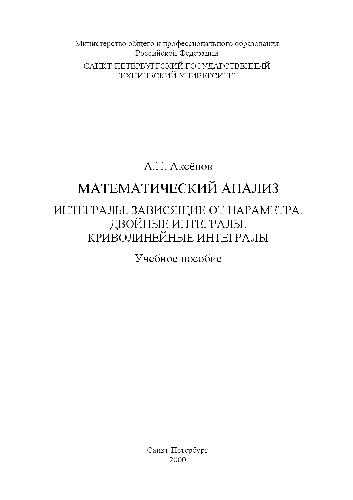 Министерство общего и профессионального образования
Российской Федерации
САНКТ-ПЕТЕРБУРГСКИЙ ГОСУДАРСТВЕННЫЙ
ТЕХНИЧЕСКИЙ УНИВЕРСИТЕТ
А.П. Аксёнов
МАТЕМАТИЧЕСКИЙ АНАЛИЗ
ИНТЕГРАЛЫ, ЗАВИСЯЩИЕ ОТ ПАРАМЕТРА.
ДВОЙНЫЕ ИНТЕГРАЛЫ.
КРИВОЛИНЕЙНЫЕ ИНТЕГРАЛЫ
Учебное пособие
Санкт-Петербург
2000